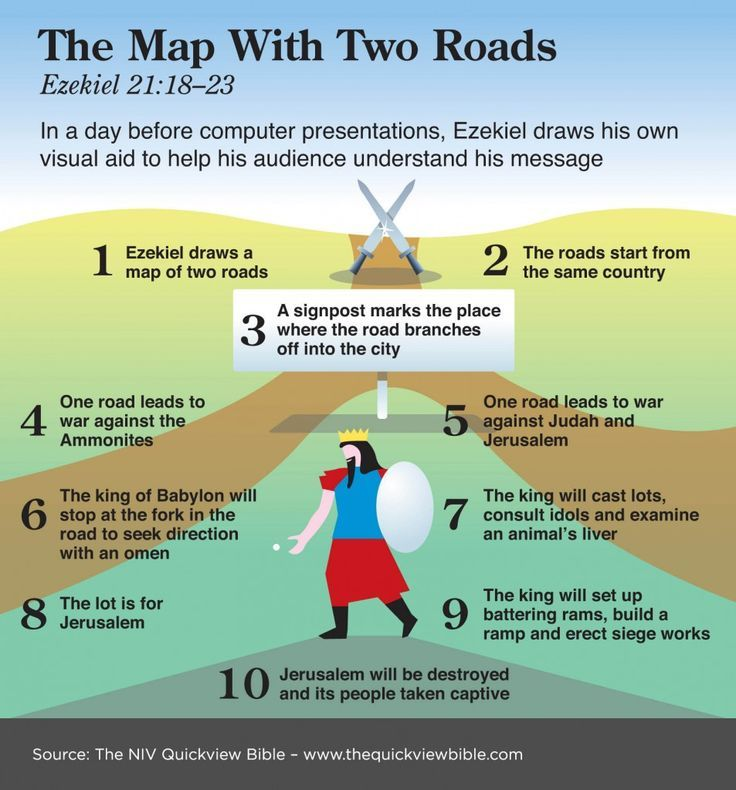 The Map With Two Roads
Ezekiel 21:18–23
In a day before computer presentations, Ezekiel draws his own
visual aid to help his audience understand his message
1
Ezekiel draws a
map of two roads
2
The roads start from
the same country
3
A signpost marks the place
where the road branches
off into the city
4
One road leads to
war against the
Ammonites
5
One road leads to war
against Judah and
Jerusalem
6
The king of Babylon will
stop at the fork in the
road to seek direction
with an omen
7
The king will cast lots,
consult idols and examine
an animal’s liver
8
The lot is for
Jerusalem
9
The king will set up
battering rams, build a
ramp and erect siege works
10
Jerusalem will be destroyed
and its people taken captive
Source: The NIV Quickview Bible – www.thequickviewbible.com